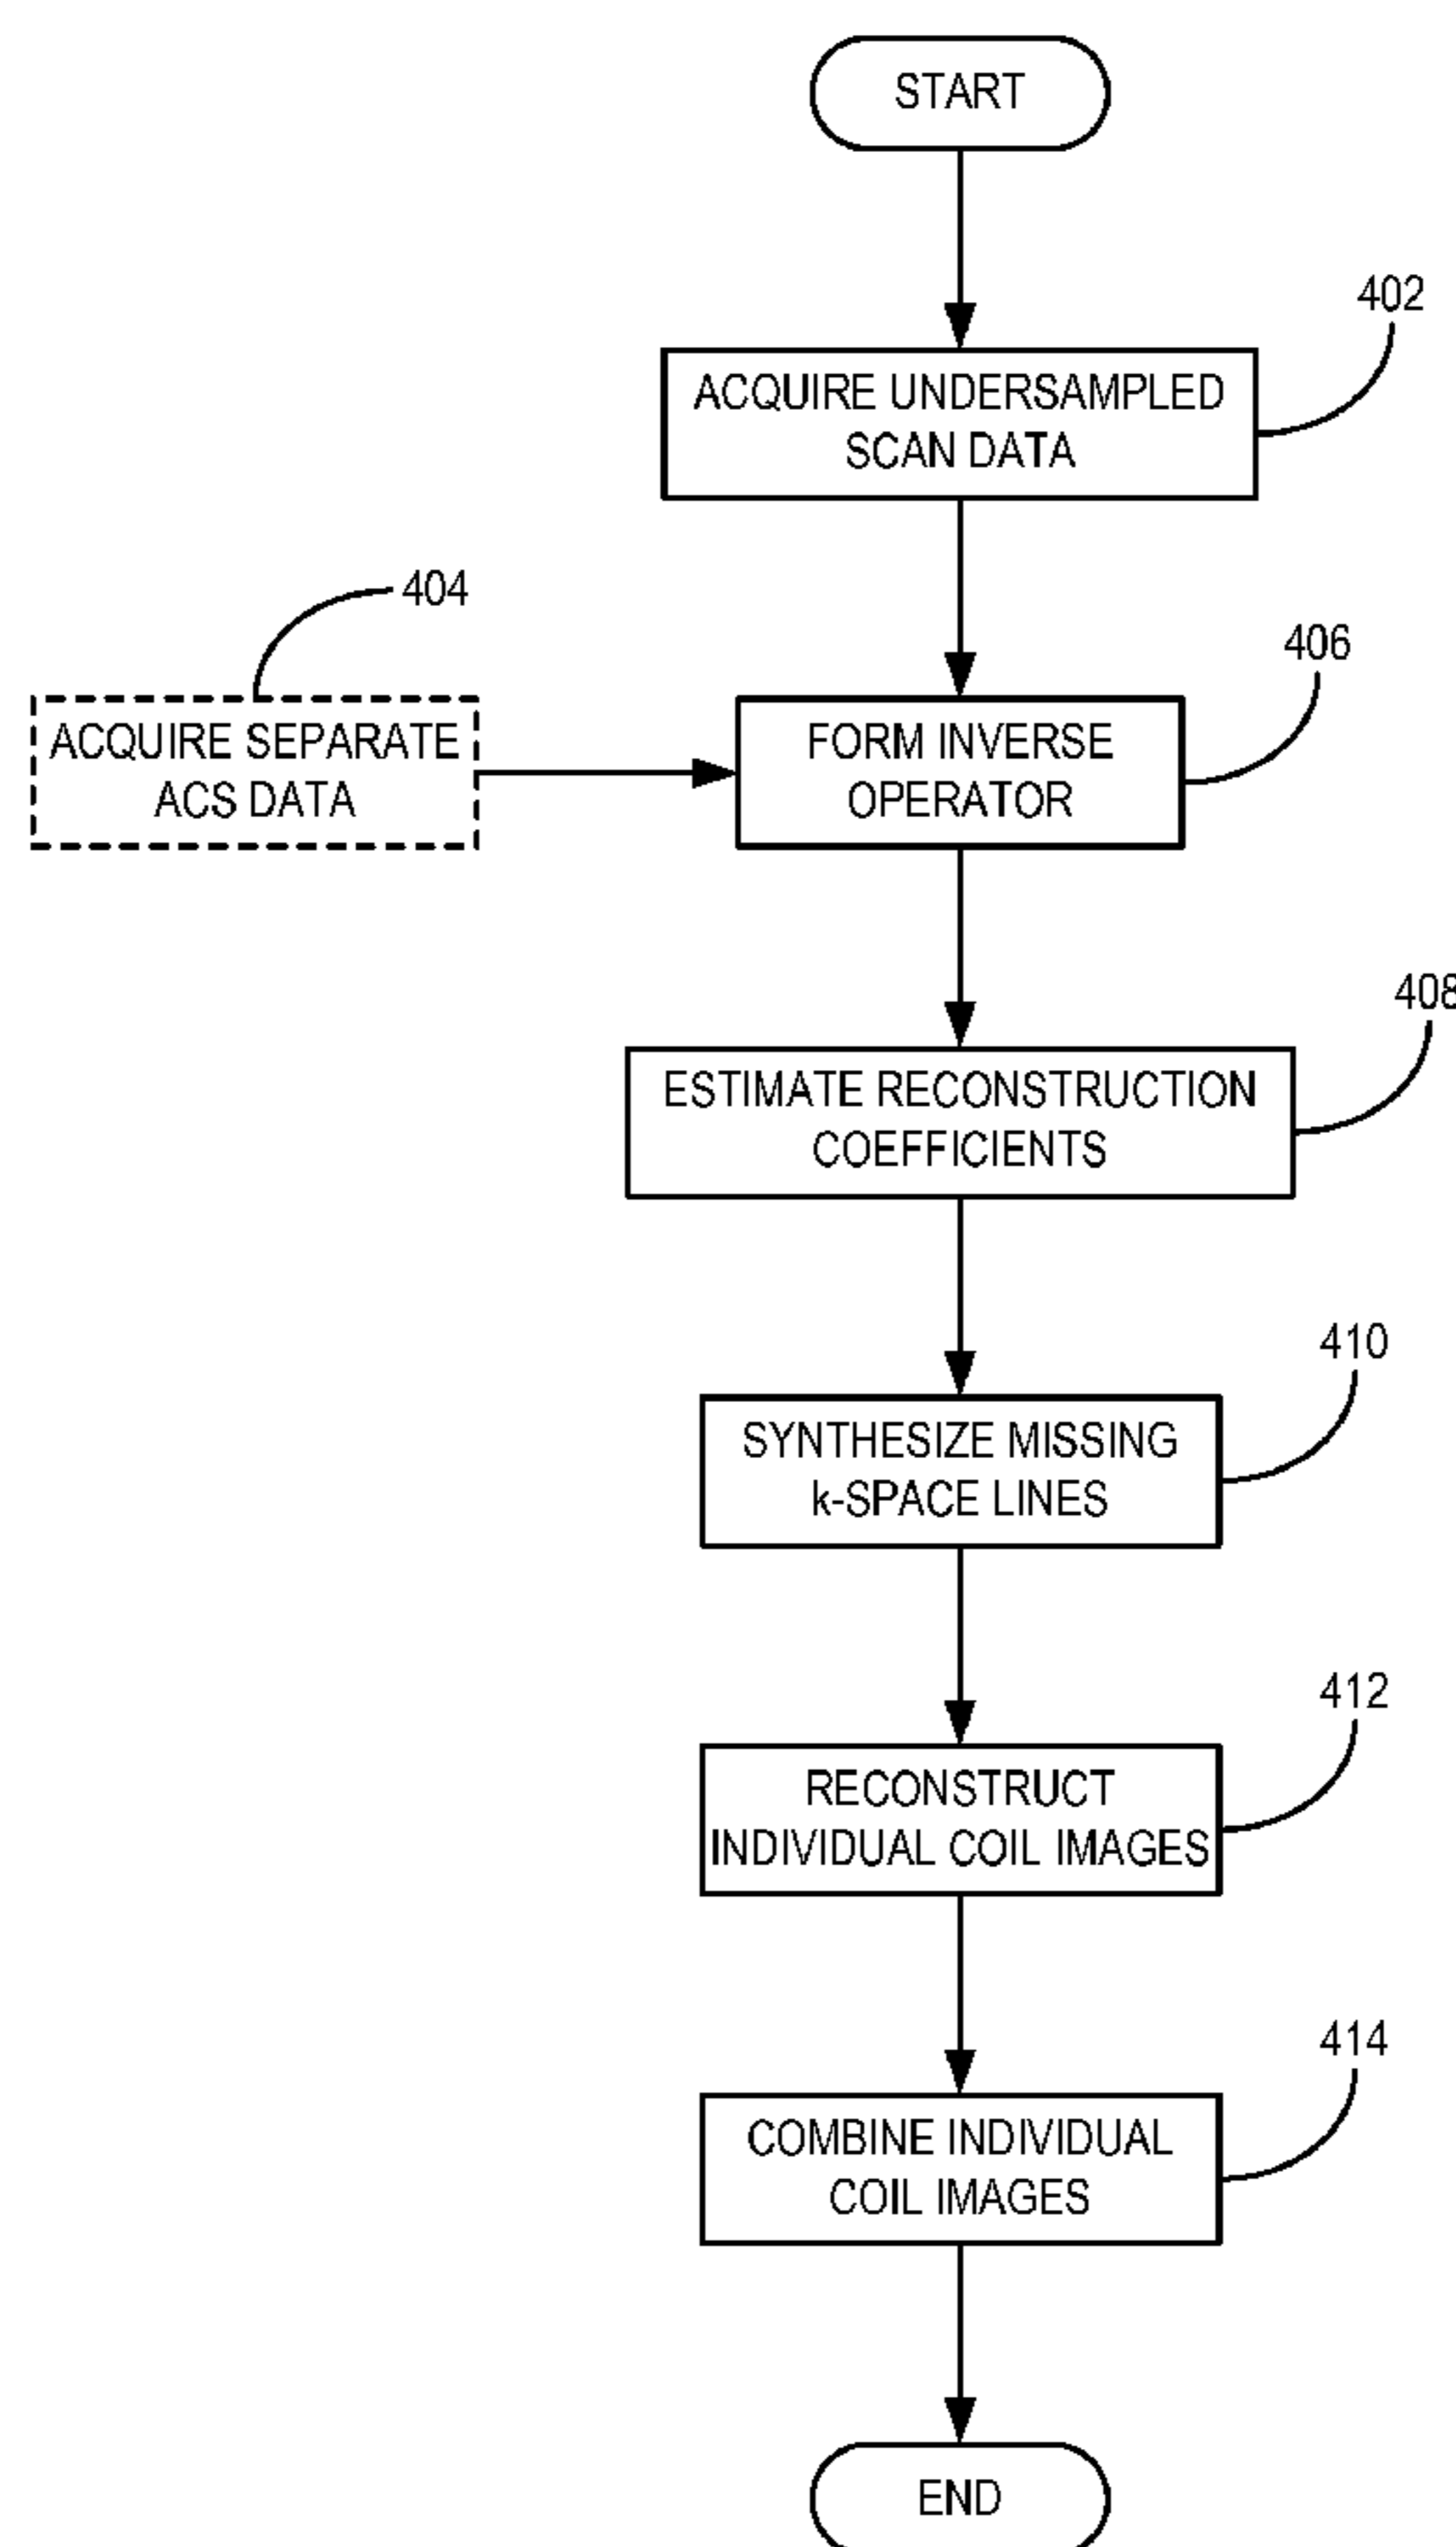 START
402
ACQUIRE UNDERSAMPLED
SCAN DATA
404
ACQUIRE SEPARATE
ACS DATA
406
FORM INVERSE
OPERATOR
408
ESTIMATE RECONSTRUCTION
COEFFICIENTS
410
SYNTHESIZE MISSING
k-SPACE LINES
412
RECONSTRUCT
INDIVIDUAL COIL IMAGES
414
COMBINE INDIVIDUAL
COIL IMAGES
END